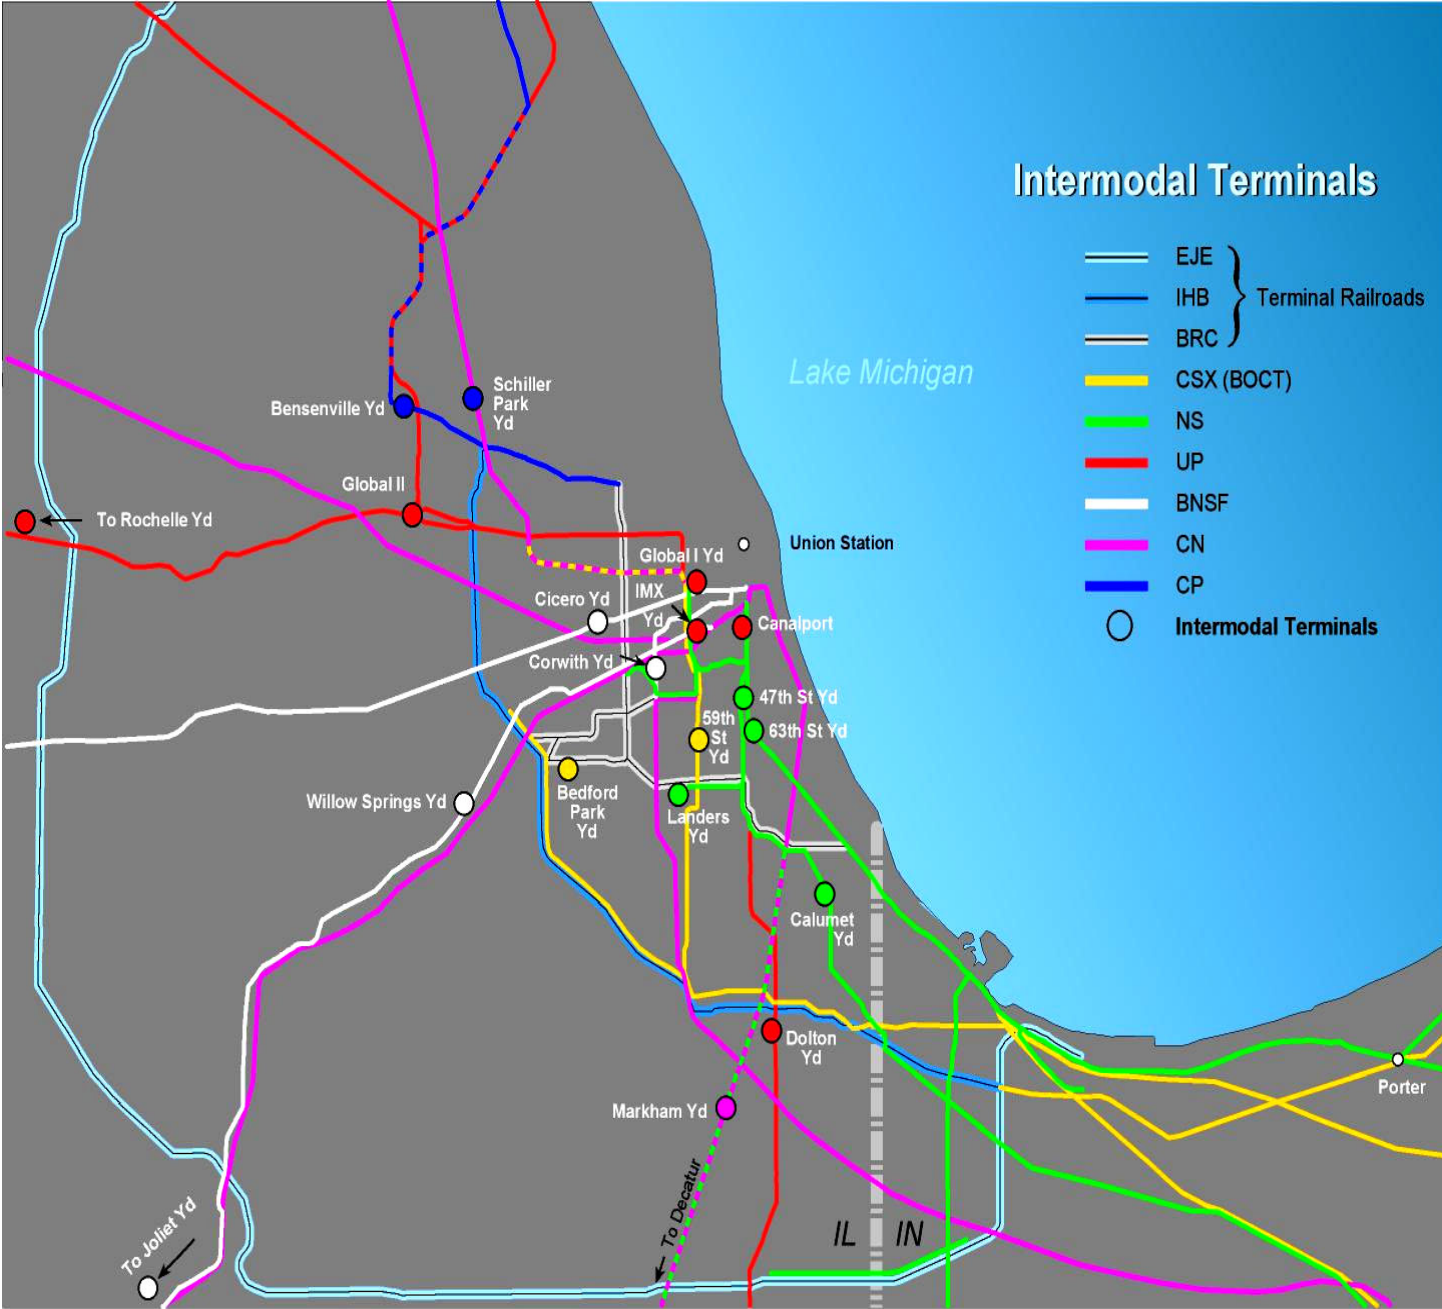 Intermodal Terminals
EJE
IHB
Terminal Railroads
BRC
CSX (BOCT)
NS
UP
BNSF
CN
CP
Intermodal Terminals
Lake Michigan
Schiller
Park
Yd
Bensenville Yd
Global II
To Rochelle Yd
Union Station
Global I Yd
IMX
Yd
Cicero Yd
Canalport
Corwith Yd
47th St Yd
59th
St
Yd
63th St Yd
Bedford
Park
Yd
Willow Springs Yd
Landers
Yd
Calumet
Yd
Dolton
Yd
Porter
Markham Yd
To Decatur
To Joliet Yd
IL
IN